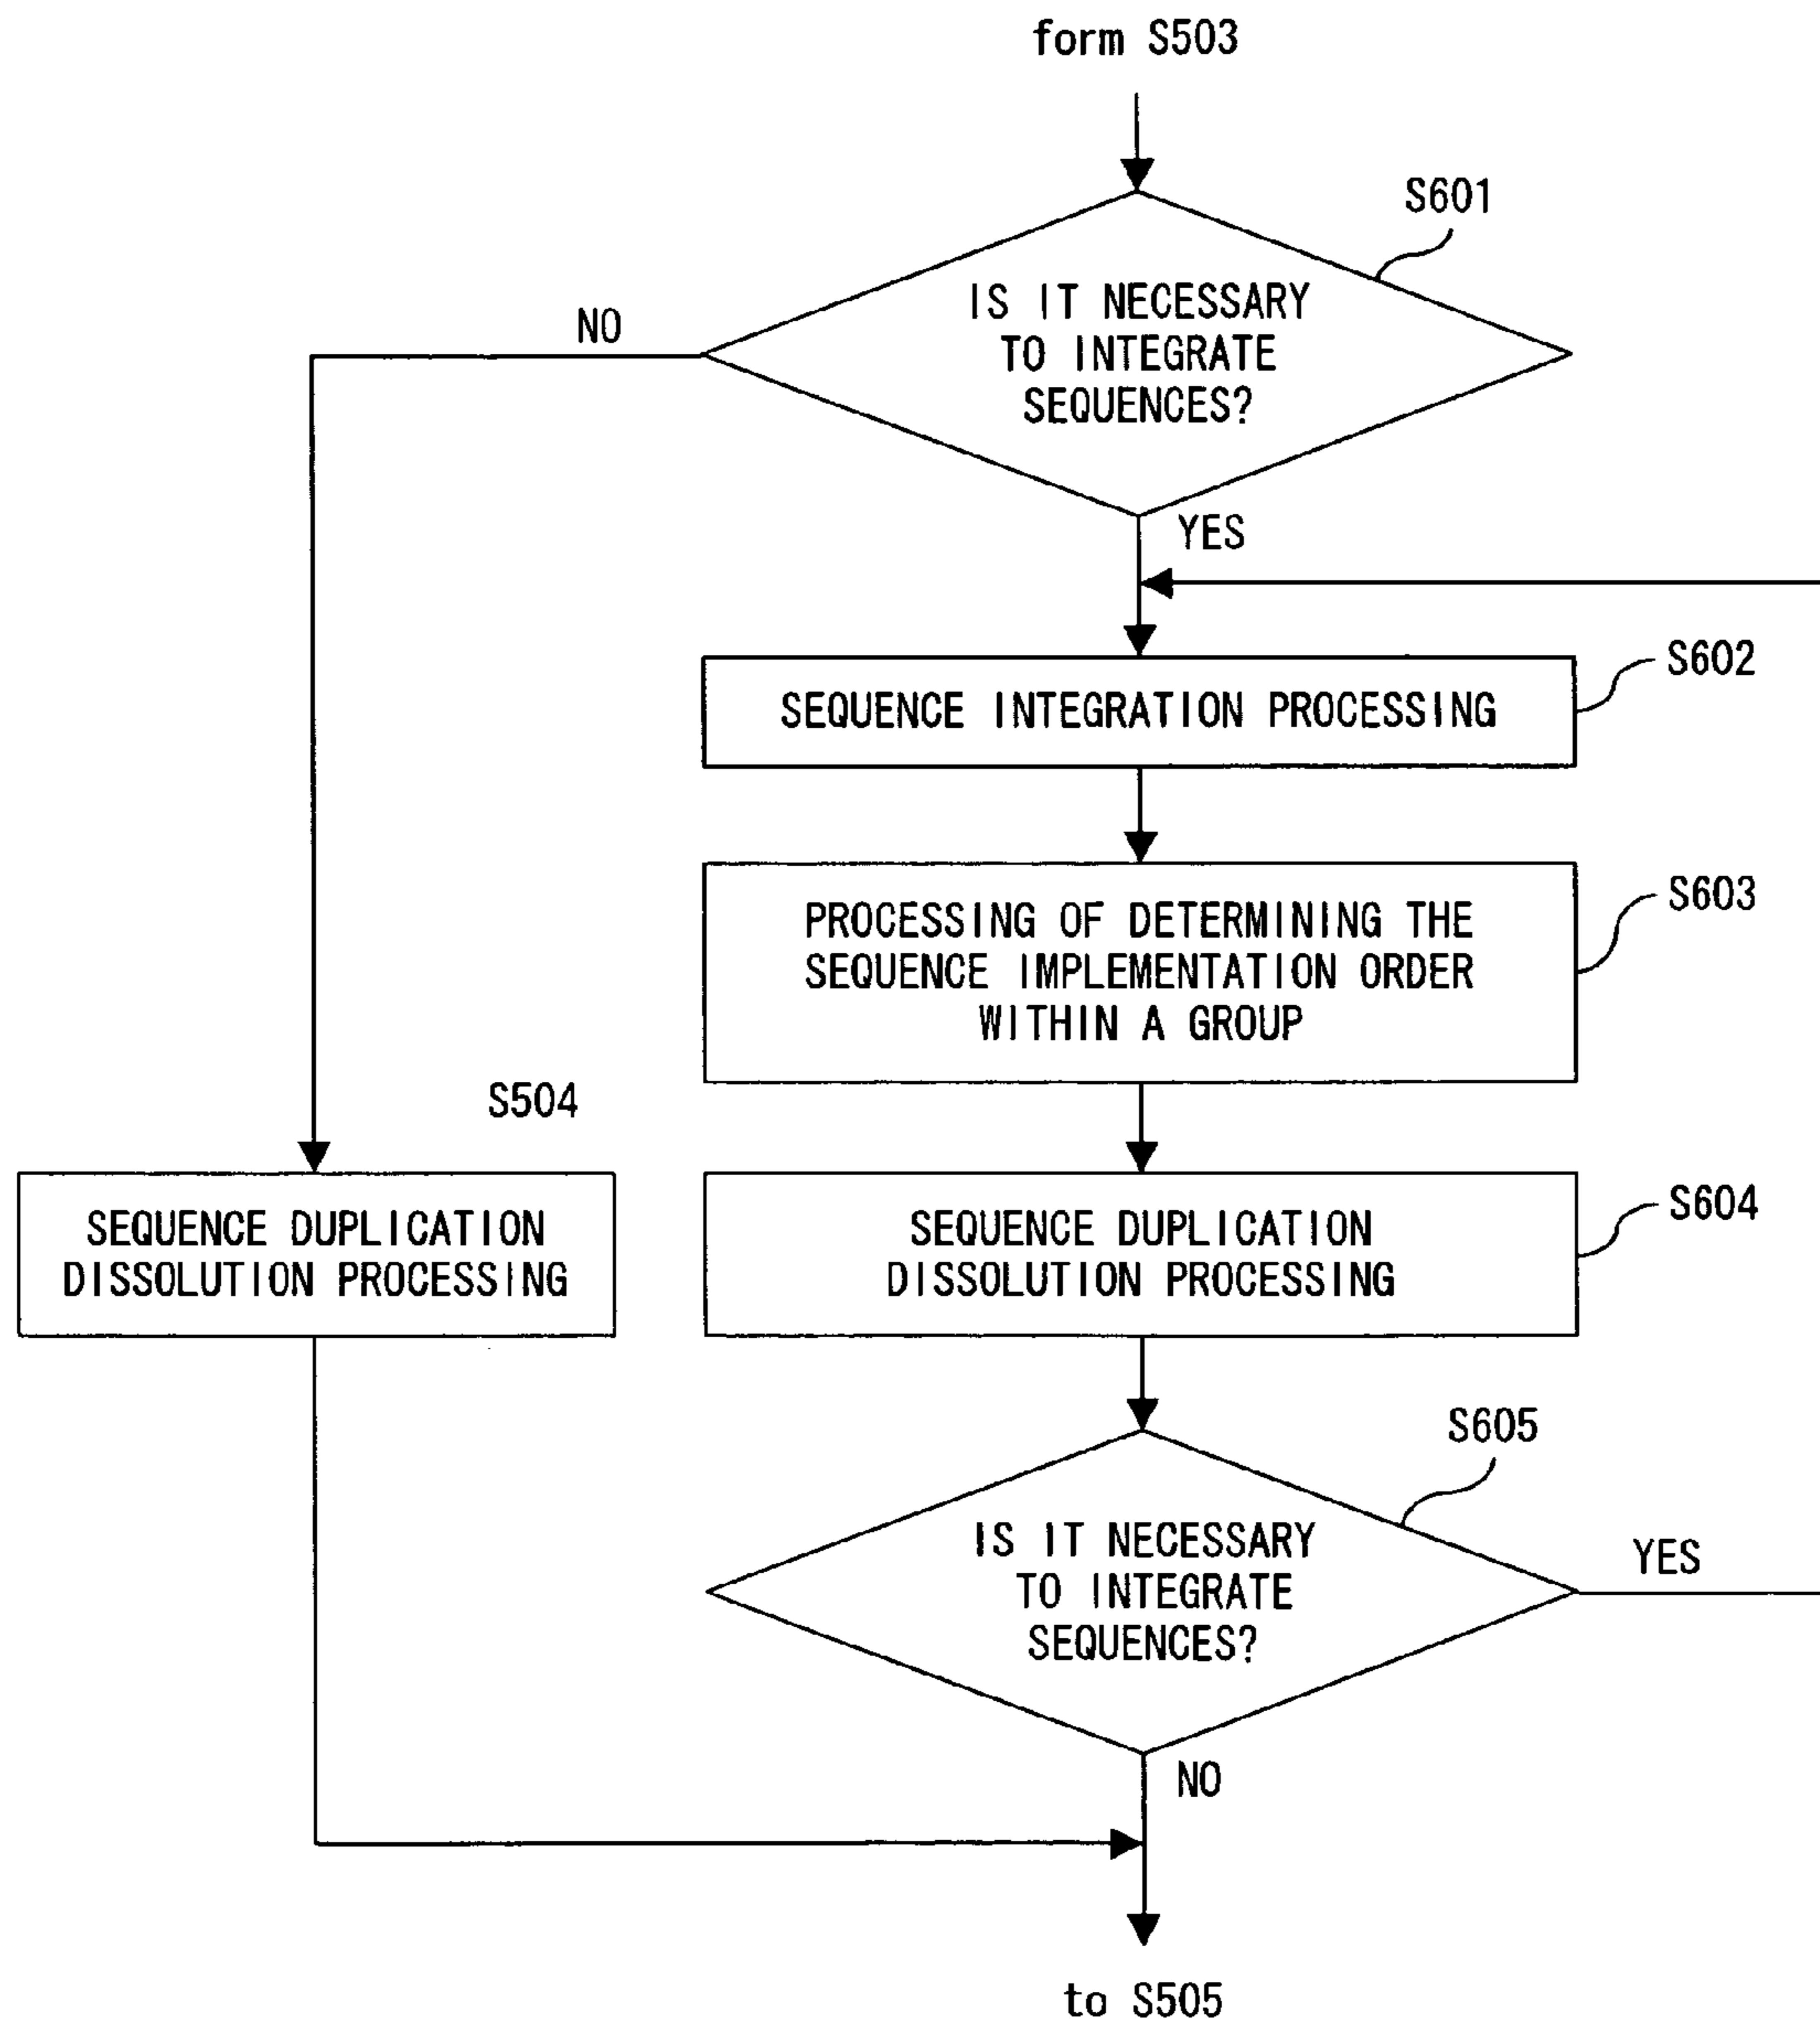 form S503
S601
IS IT NECESSARY
TO INTEGRATE
SEQUENCES?
NO
YES
S602
SEQUENCE INTEGRATION PROCESSING
S603
PROCESSING OF DETERMINING THE
SEQUENCE IMPLEMENTATION ORDER
WITHIN A GROUP
S504
SEQUENCE DUPLICATION
DISSOLUTION PROCESSING
S604
SEQUENCE DUPLICATION
DISSOLUTION PROCESSING
S605
IS IT NECESSARY
TO INTEGRATE
SEQUENCES?
YES
NO
to S505